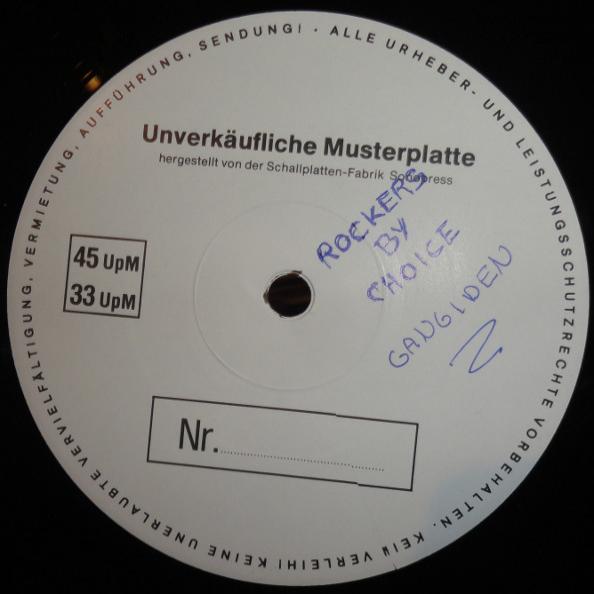 ALLE URHEBER- UND LEISTUNGSSCHUTZRECHTE VORBEHALTEN. KEIN VERLEIH! KEINE UNERLAUBTE VERVIELFÄLTIGUNG, VERMIETUNG, AUFFÜHRUNG, SENDUNG! ·
Unverkäufliche Musterplatte
hergestellt von der Schallplatten-Fabrik Sonopress
45 UpM
33 UpM
ROCKERS
BY
CHOICE
GANGIDEN
Nr.